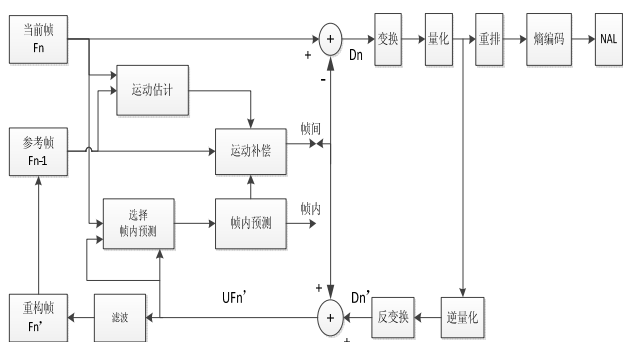 当前帧
Fn
+
+
Dn
变换
量化
重排
熵编码
NAL
-
运动估计
参考帧
Fn-1
运动补偿
帧间
选择
帧内预测
帧内预测
帧内
重构帧
Fn’
滤波
UFn’
+
+
Dn’
+
反变换
逆量化